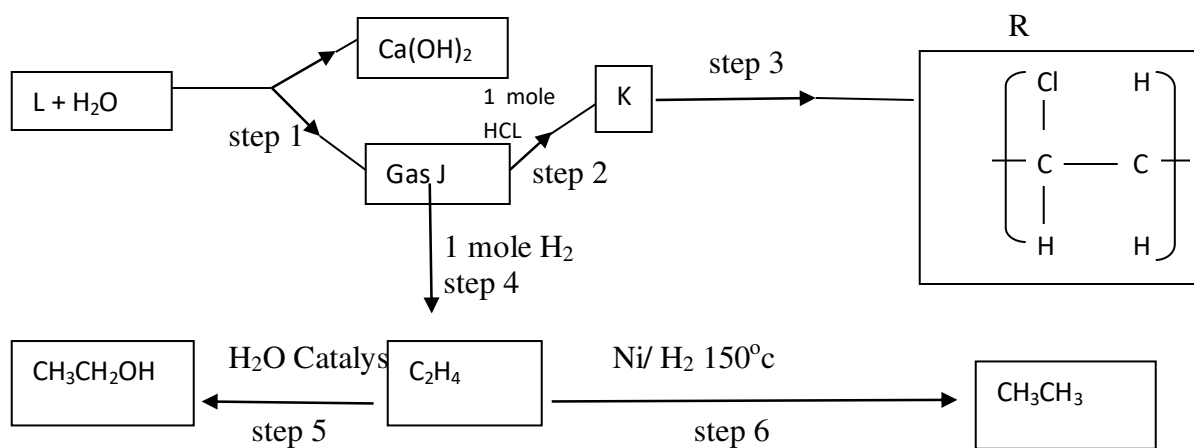 R
Ca(OH)₂
step 3
L + H₂O
1 mole
K
HCL
step 1
Gas J
step 2
Cl H
C C
H H
1 mole H₂
step 4
CH₃CH₂OH
H₂O Catalys
C₂H₄
Ni/ H₂ 150°c
CH₃CH₃
step 5
step 6